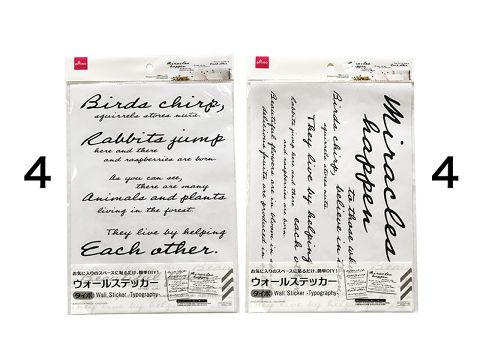 4
Birds chirp,
squirrels stores nuts.
Rabbits jump
here and there
and raspberries are born.
As you can see,
there are many
Animals and plants
living in the forest.
They live by helping
Each other.
お気に入りのスペースに貼るだけ、簡単DIY!
ウォールステッカー
タイポ Wall Sticker -Typography-
Miracles
happen
to those who
believe in
Birds chirp,
squirrels stores nuts.
They live by helping
each
Rabbits jump here and there
and raspberries are born.
Beautiful flowers are in bloom in
delicious fruits are produced in
お気に入りのスペースに貼るだけ、簡単DIY!
ウォールステッカー
タイポ Wall Sticker -Typography-
4